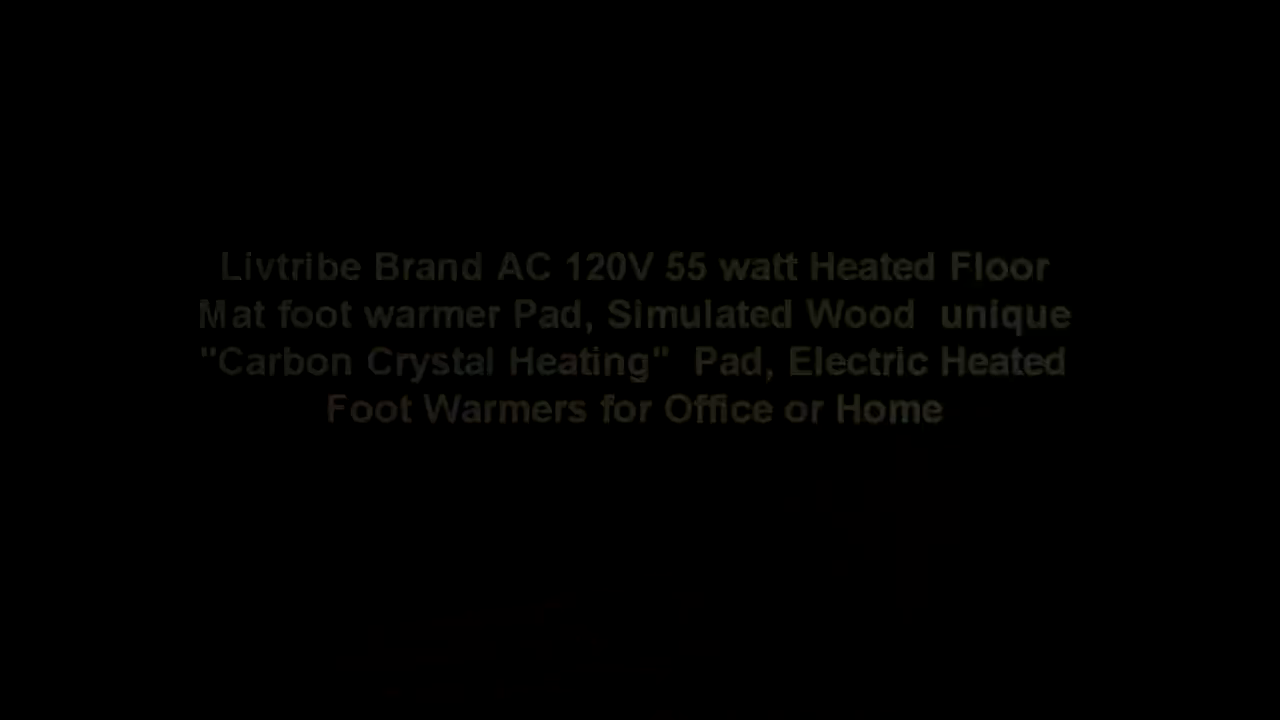 Livtribe Brand AC 120V 55 watt Heated Floor
Mat foot warmer Pad, Simulated Wood  unique
"Carbon Crystal Heating"  Pad, Electric Heated
Foot Warmers for Office or Home